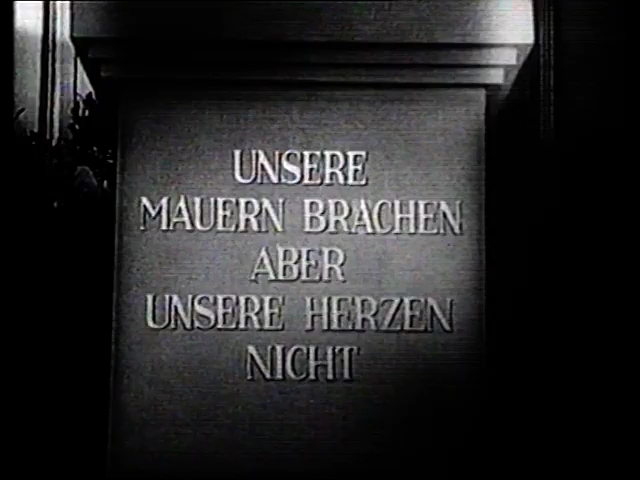 UNSERE
MAUERN BRACHEN
ABER
UNSERE HERZEN
NICHT